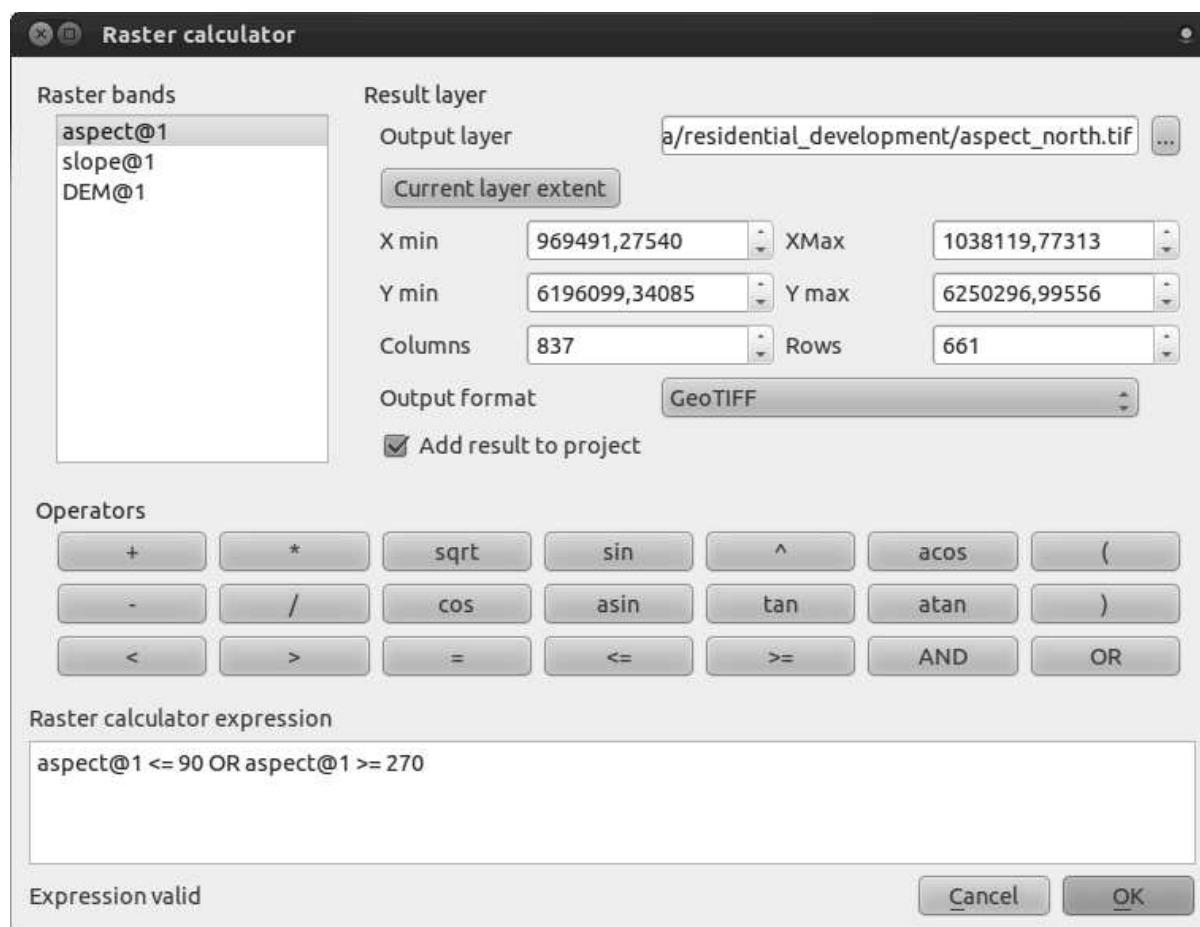 Raster calculator
Raster bands
aspect@1
slope@1
DEM@1
Result layer
Output layer a/residential_development/aspect_north.tif ...
Current layer extent
X min 969491,27540 XMax 1038119,77313
Y min 6196099,34085 Y max 6250296,99556
Columns 837 Rows 661
Output format GeoTIFF
Add result to project
Operators
+ * sqrt sin ^ acos (
- / cos asin tan atan )
< > = <= >= AND OR
Raster calculator expression
aspect@1 <= 90 OR aspect@1 >= 270
Expression valid Cancel OK